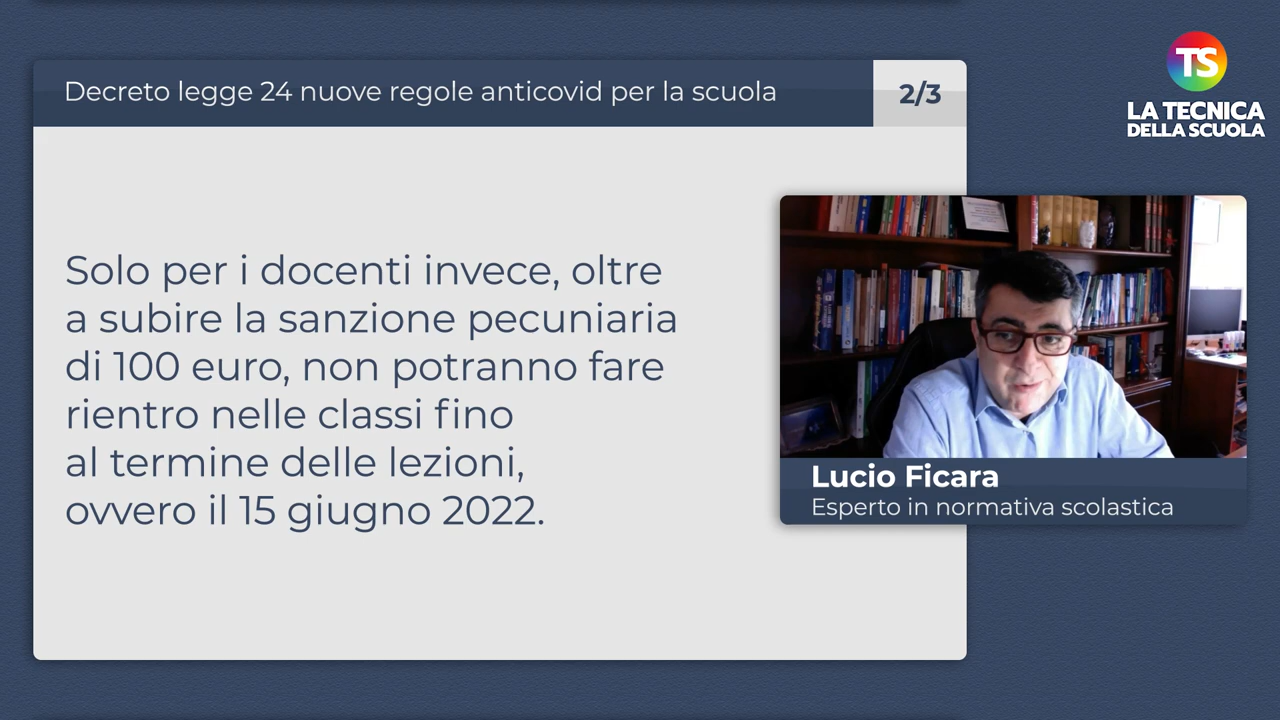 Decreto legge 24 nuove regole anticovid per la scuola
2/3
TS
LA TECNICA
DELLA SCUOLA
Solo per i docenti invece, oltre
a subire la sanzione pecuniaria
di 100 euro, non potranno fare
rientro nelle classi fino
al termine delle lezioni,
ovvero il 15 giugno 2022.
Lucio Ficara
Esperto in normativa scolastica